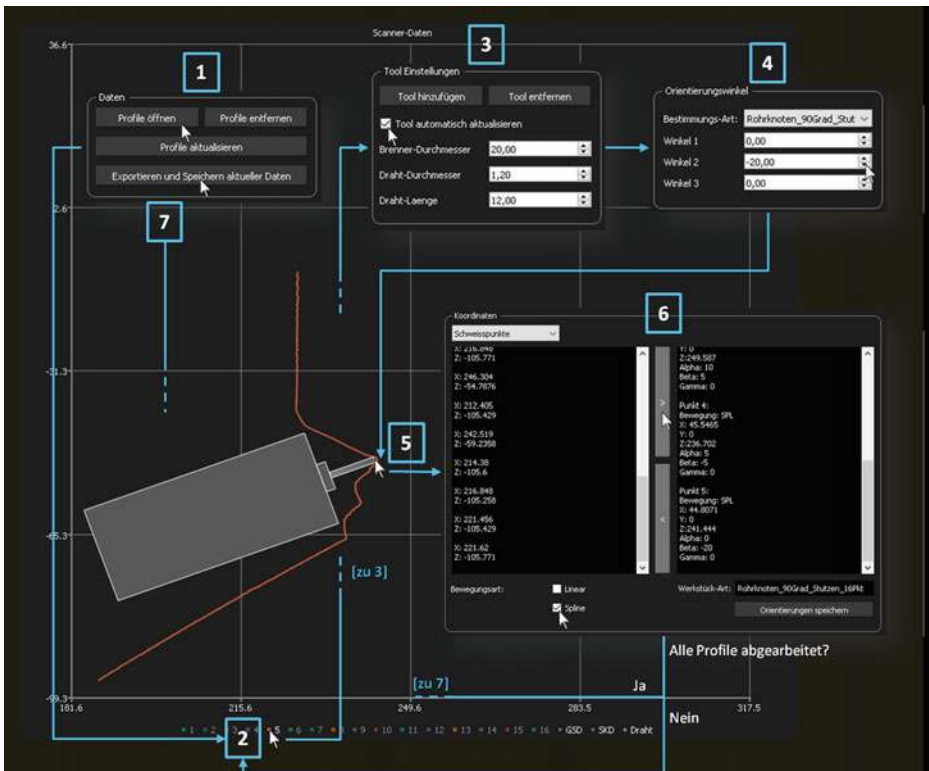 Scanner-Daten
36.6
1
3
4
Daten
Profile öffnen
Profile entfernen
Profile aktualisieren
Exportieren und Speichern aktueller Daten
Tool Einstellungen
Tool hinzufügen
Tool entfernen
Tool automatisch aktualisieren
Brenner-Durchmesser
20,00
Draht-Durchmesser
1,20
Draht-Laenge
12,00
Orientierungswinkel
Bestimmungs-Art:
Rohrknoten_90Grad_Stut
Winkel 1
0,00
Winkel 2
-20,00
Winkel 3
0,00
2.6
7
6
Koordinaten
Schweisspunkte
X: 216.848
Z: -105.771
X: 246.304
Z: -54.7876
X: 212.405
Z: -105.429
X: 242.519
Z: -59.2358
X: 214.38
Z: -105.6
X: 216.848
Z: -105.258
X: 221.456
Z: -105.429
X: 221.62
Z: -105.771
>
<
Y: 0
Z:249.587
Alpha: 10
Beta: 5
Gamma: 0
Punkt 4:
Bewegung: SPL
X: 45.5465
Y: 0
Z:236.702
Alpha: 5
Beta: -5
Gamma: 0
Punkt 5:
Bewegung: SPL
X: 44.8071
Y: 0
Z:241.444
Alpha: 0
Beta: -20
Gamma: 0
-31.3
5
-65.3
[zu 3]
Bewegungsart:
Linear
Spline
Werkstück-Art:
Rohrknoten_90Grad_Stutzen_16Pkt
Orientierungen speichern
Alle Profile abgearbeitet?
[zu 7]
Ja
Nein
-99.3
181.6
215.6
249.6
283.5
317.5
1 2 3 4 5 6 7 8 9 10 11 12 13 14 15 16 GSD SKD Draht
2